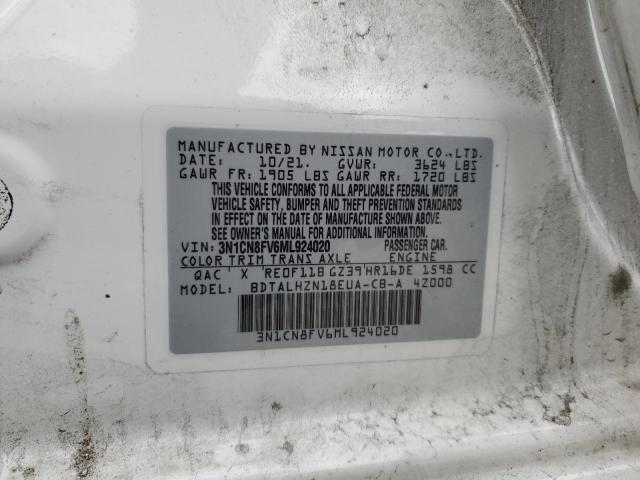 MANUFACTURED BY NISSAN MOTOR CO.,LTD.
DATE: 10/21. GVWR: 3624 LBS
GAWR FR: 1905 LBS GAWR RR: 1720 LBS
THIS VEHICLE CONFORMS TO ALL APPLICABLE FEDERAL MOTOR
VEHICLE SAFETY, BUMPER AND THEFT PREVENTION STANDARDS
IN EFFECT ON THE DATE OF MANUFACTURE SHOWN ABOVE.
SEE OWNER'S MANUAL FOR ADDITIONAL INFORMATION.
VIN: 3N1CN8FV6ML924020 PASSENGER CAR.
COLOR TRIM TRANS AXLE ENGINE
QAC X RE0F11B GZ39 HR16DE 1598 CC
MODEL: BDTALHZN18EUA-CB-A 4Z000
3N1CN8FV6ML924020